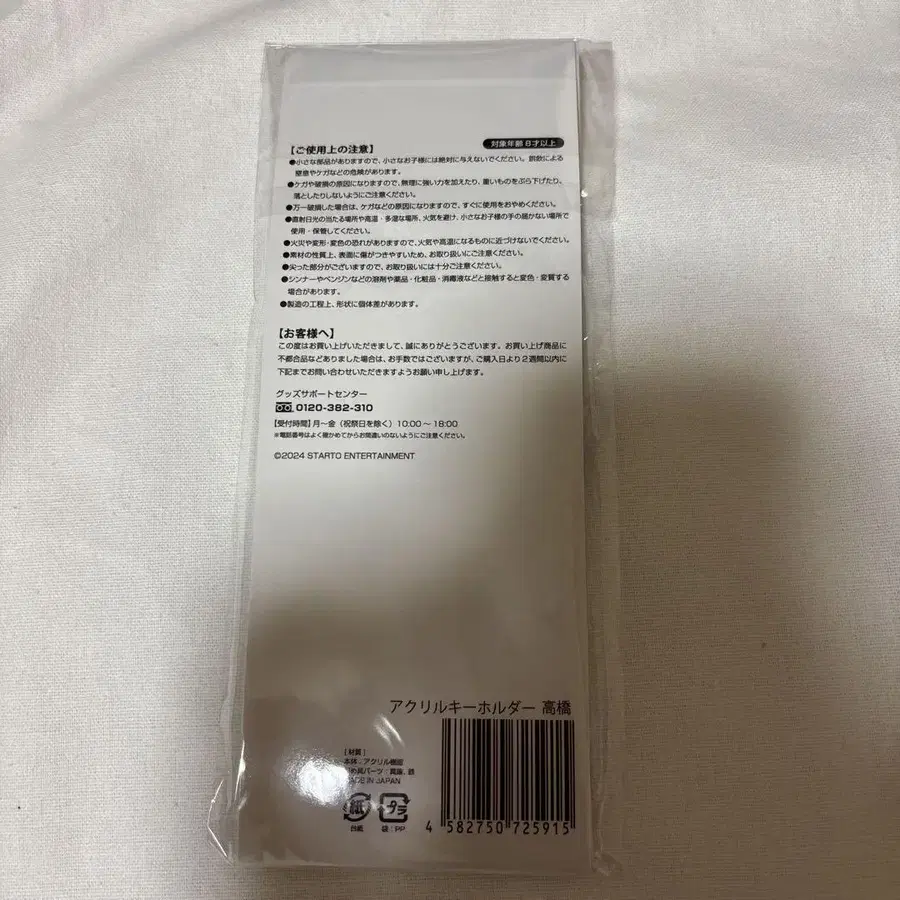 【ご使用上の注意】 対象年齢 8才以上
●小さな部品がありますので、小さなお子様には絶対に与えないでください。誤飲による
窒息やケガなどの危険があります。
●ケガや破損の原因になりますので、無理に強い力を加えたり、重いものをぶら下げたり、
落としたりしないようにご注意ください。
●万一破損した場合は、ケガなどの原因になりますので、すぐに使用をおやめください。
●直射日光の当たる場所や高温・多湿な場所、火気を避け、小さなお子様の手の届かない場所で
使用・保管してください。
●火災や変形・変色の恐れがありますので、火気や高温になるものに近づけないでください。
●素材の性質上、表面に傷がつきやすいため、お取り扱いにご注意ください。
●尖った部分がございますので、お取り扱いには十分ご注意ください。
●シンナーやベンジンなどの溶剤や薬品・化粧品・消毒液などと接触すると変色・変質する
場合があります。
●製造の工程上、形状に個体差があります。
【お客様へ】
この度はお買い上げいただきまして、誠にありがとうございます。お買い上げ商品に
不都合品などありました場合は、お手数ではございますが、ご購入日より2週間以内に
下記までお問い合わせいただきますようお願い申し上げます。
グッズサポートセンター
0120-382-310
【受付時間】月〜金（祝祭日を除く）10:00〜18:00
※電話番号はよく確かめてからお間違いのないようにご注意ください。
©2024 STARTO ENTERTAINMENT
アクリルキーホルダー 高橋
[材質]
本体：アクリル樹脂
め具パーツ：真鍮、鉄
MADE IN JAPAN
紙 プラ
台紙 袋：PP
4 582750 725915